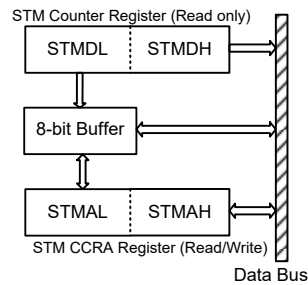 STM Counter Register (Read only)
STMDL STMDH
8-bit Buffer
STMAL STMAH
STM CCRA Register (Read/Write)
Data Bus